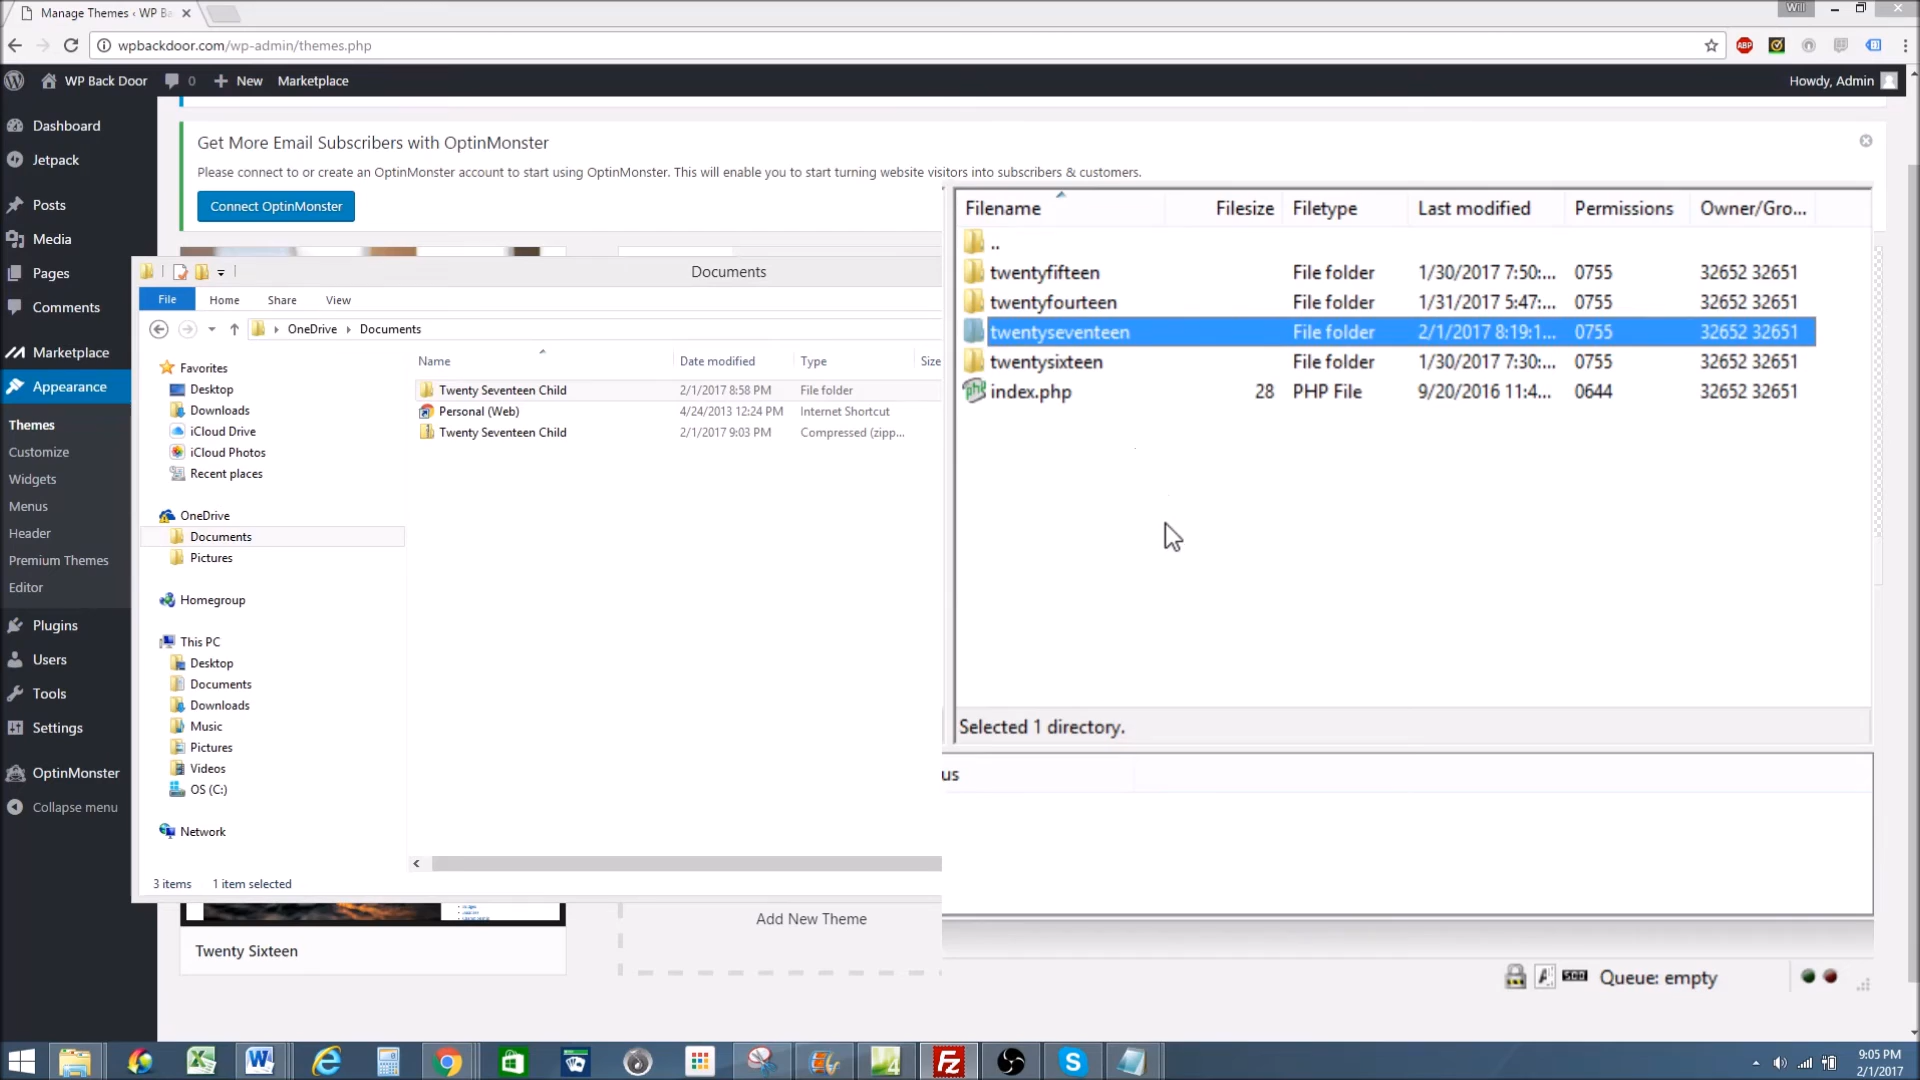 Manage Themes ‹ WP Ba
Will
wpbackdoor.com/wp-admin/themes.php
ABP
WP Back Door
0
New
Marketplace
Howdy, Admin
Dashboard
Jetpack
Posts
Media
Pages
Comments
Marketplace
Appearance
Themes
Customize
Widgets
Menus
Header
Premium Themes
Editor
Plugins
Users
Tools
Settings
OptinMonster
Collapse menu
Get More Email Subscribers with OptinMonster
Please connect to or create an OptinMonster account to start using OptinMonster. This will enable you to start turning website visitors into subscribers & customers.
Connect OptinMonster
Documents
File Home Share View
OneDrive Documents
Favorites
Desktop
Downloads
iCloud Drive
iCloud Photos
Recent places
OneDrive
Documents
Pictures
Homegroup
This PC
Desktop
Documents
Downloads
Music
Pictures
Videos
OS (C:)
Network
Name Date modified Type Size
Twenty Seventeen Child 2/1/2017 8:58 PM File folder
Personal (Web) 4/24/2013 12:24 PM Internet Shortcut
Twenty Seventeen Child 2/1/2017 9:03 PM Compressed (zipp...
3 items 1 item selected
Filename Filesize Filetype Last modified Permissions Owner/Gro...
..
twentyfifteen File folder 1/30/2017 7:50:... 0755 32652 32651
twentyfourteen File folder 1/31/2017 5:47:... 0755 32652 32651
twentyseventeen File folder 2/1/2017 8:19:1... 0755 32652 32651
twentysixteen File folder 1/30/2017 7:30:... 0755 32652 32651
index.php 28 PHP File 9/20/2016 11:4... 0644 32652 32651
Selected 1 directory.
us
Add New Theme
Twenty Sixteen
Queue: empty
9:05 PM
2/1/2017